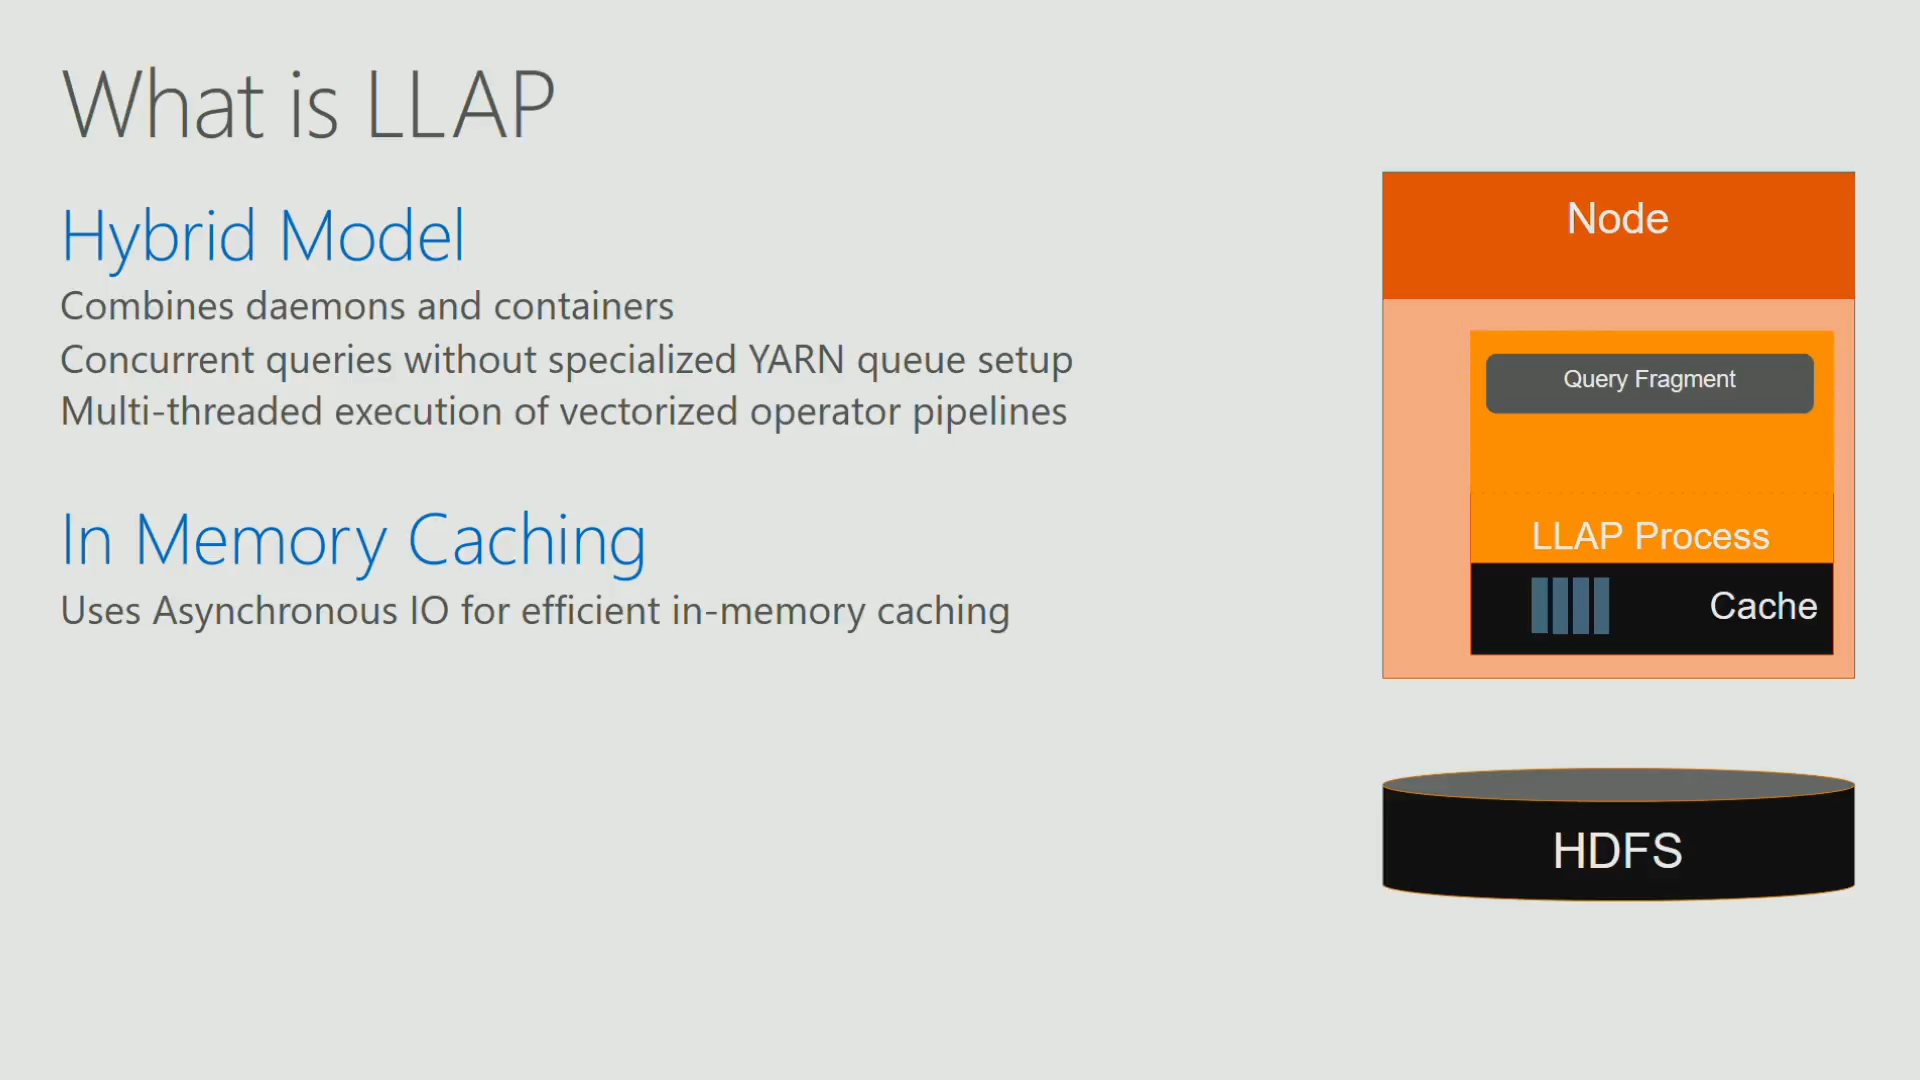 What is LLAP
Hybrid Model
Combines daemons and containers
Concurrent queries without specialized YARN queue setup
Multi-threaded execution of vectorized operator pipelines
In Memory Caching
Uses Asynchronous IO for efficient in-memory caching
Node
Query Fragment
LLAP Process
Cache
HDFS